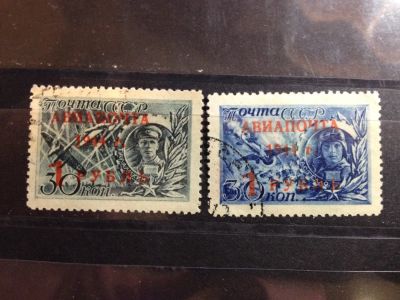 Почта СССР
АВИАПОЧТА
1944 г.
1 РУБЛЬ
30 коп.
Почта СССР
АВИАПОЧТА
1944 г.
1 РУБЛЬ
30 коп.